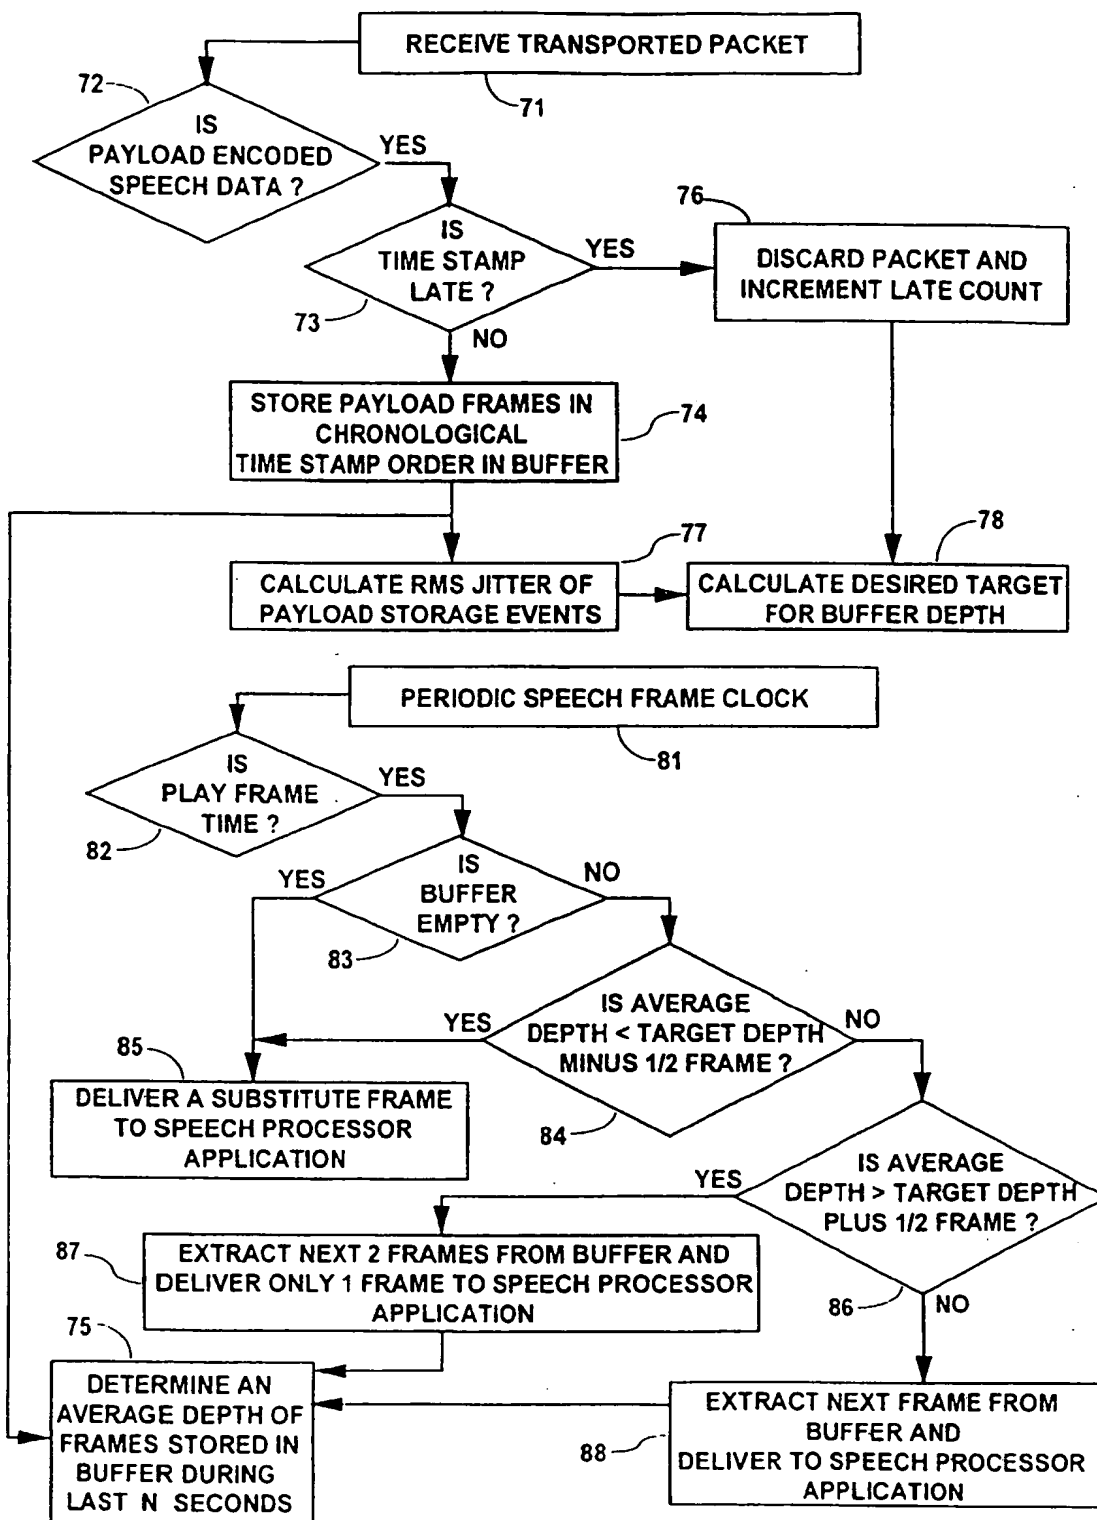 RECEIVE TRANSPORTED PACKET
71
72
IS
PAYLOAD ENCODED
SPEECH DATA ?
YES
IS
TIME STAMP
LATE ?
73
YES
NO
76
DISCARD PACKET AND
INCREMENT LATE COUNT
STORE PAYLOAD FRAMES IN
CHRONOLOGICAL
TIME STAMP ORDER IN BUFFER
74
77
CALCULATE RMS JITTER OF
PAYLOAD STORAGE EVENTS
78
CALCULATE DESIRED TARGET
FOR BUFFER DEPTH
PERIODIC SPEECH FRAME CLOCK
81
IS
PLAY FRAME
TIME ?
82
YES
IS
BUFFER
EMPTY ?
83
YES
NO
IS AVERAGE
DEPTH < TARGET DEPTH
MINUS 1/2 FRAME ?
84
YES
NO
85
DELIVER A SUBSTITUTE FRAME
TO SPEECH PROCESSOR
APPLICATION
IS AVERAGE
DEPTH > TARGET DEPTH
PLUS 1/2 FRAME ?
86
YES
NO
87
EXTRACT NEXT 2 FRAMES FROM BUFFER AND
DELIVER ONLY 1 FRAME TO SPEECH PROCESSOR
APPLICATION
75
DETERMINE AN
AVERAGE DEPTH OF
FRAMES STORED IN
BUFFER DURING
LAST N SECONDS
88
EXTRACT NEXT FRAME FROM
BUFFER AND
DELIVER TO SPEECH PROCESSOR
APPLICATION